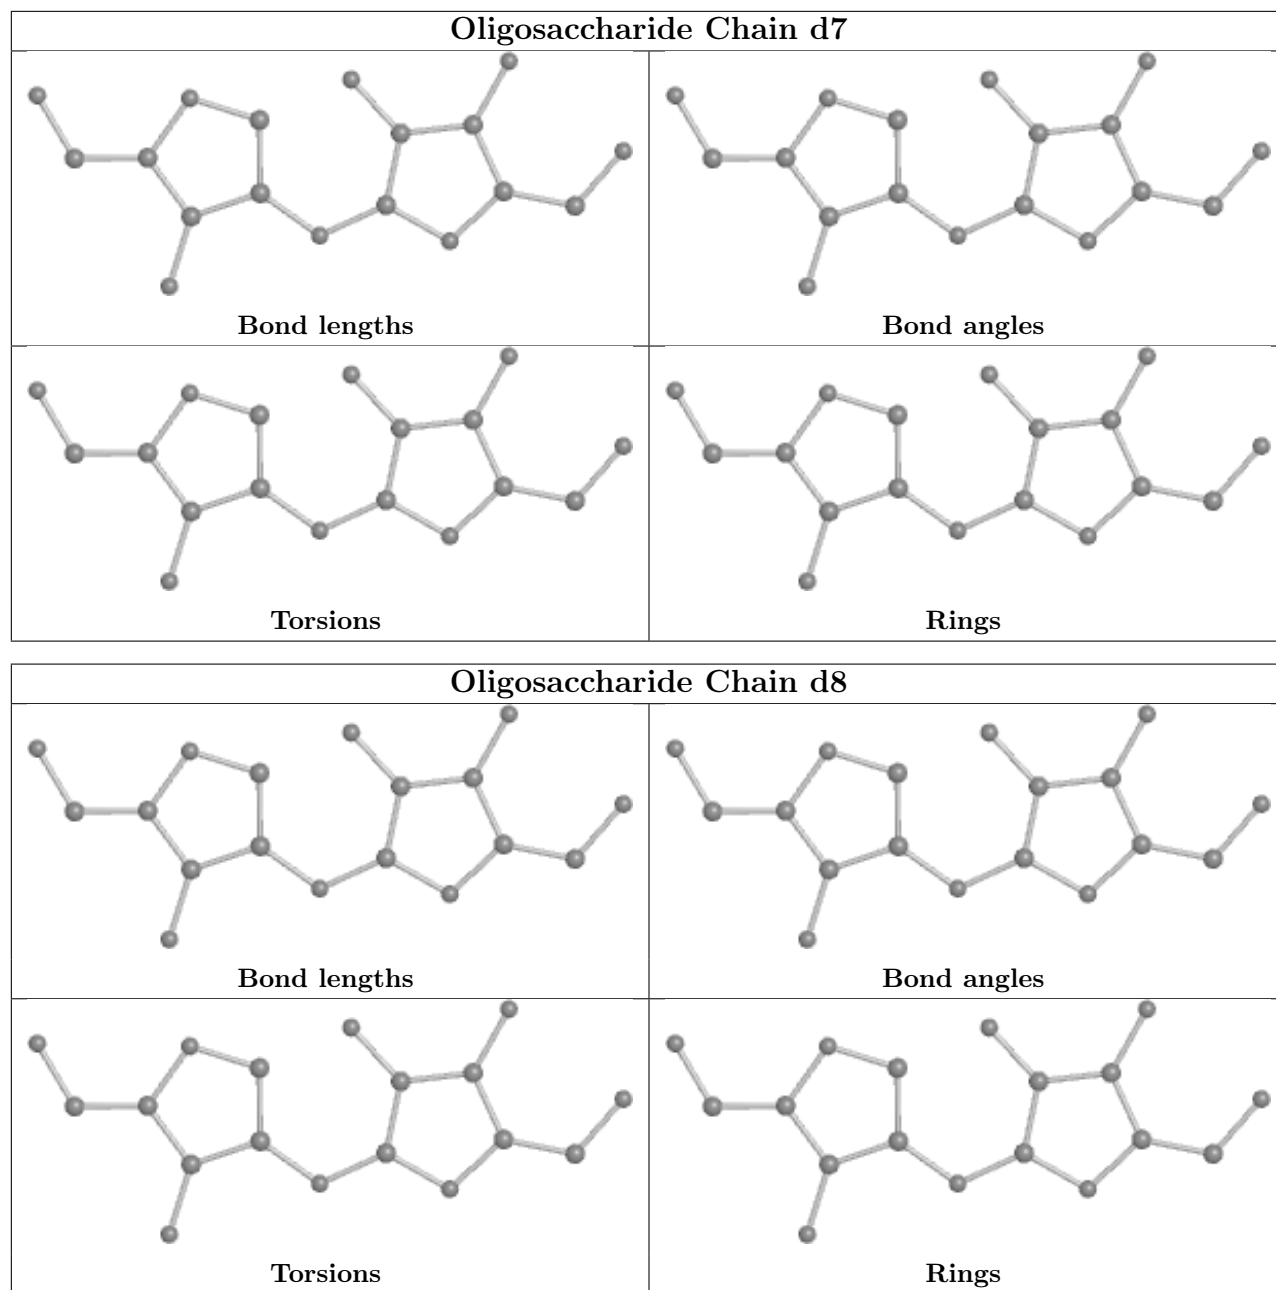 Oligosaccharide Chain d7
Bond lengths
Bond angles
Torsions
Rings
Oligosaccharide Chain d8
Bond lengths
Bond angles
Torsions
Rings